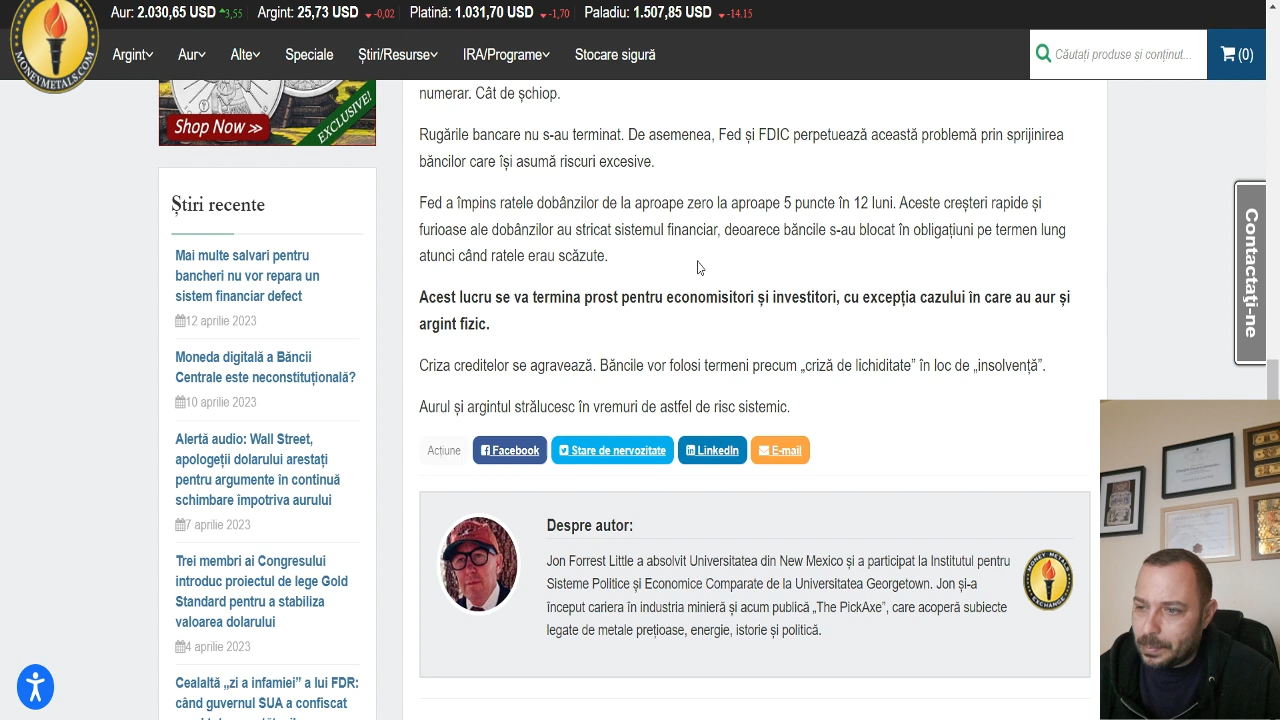 Aur: 2.030,65 USD 3,55 Argint: 25,73 USD -0,02 Platină: 1.031,70 USD -1,70 Paladiu: 1.507,85 USD -14.15
MONEYMETALS.COM
Argint Aur Alte Speciale Știri/Resurse IRA/Programe Stocare sigură
Căutați produse și conținut... (0)
Shop Now >>
EXCLUSIVE!
Știri recente
Mai multe salvari pentru
bancheri nu vor repara un
sistem financiar defect
12 aprilie 2023
Moneda digitală a Băncii
Centrale este neconstituțională?
10 aprilie 2023
Alertă audio: Wall Street,
apologeții dolarului arestați
pentru argumente în continuă
schimbare împotriva aurului
7 aprilie 2023
Trei membri ai Congresului
introduc proiectul de lege Gold
Standard pentru a stabiliza
valoarea dolarului
4 aprilie 2023
Cealaltă „zi a infamiei” a lui FDR:
când guvernul SUA a confiscat
numerar. Cât de șchiop.
Rugările bancare nu s-au terminat. De asemenea, Fed și FDIC perpetuează această problemă prin sprijinirea
băncilor care își asumă riscuri excesive.
Fed a împins ratele dobânzilor de la aproape zero la aproape 5 puncte în 12 luni. Aceste creșteri rapide și
furioase ale dobânzilor au stricat sistemul financiar, deoarece băncile s-au blocat în obligațiuni pe termen lung
atunci când ratele erau scăzute.
Acest lucru se va termina prost pentru economisitori și investitori, cu excepția cazului în care au aur și
argint fizic.
Criza creditelor se agravează. Băncile vor folosi termeni precum „criză de lichiditate” în loc de „insolvență”.
Aurul și argintul strălucesc în vremuri de astfel de risc sistemic.
Acțiune Facebook Stare de nervozitate LinkedIn E-mail
Despre autor:
Jon Forrest Little a absolvit Universitatea din New Mexico și a participat la Institutul pentru
Sisteme Politice și Economice Comparate de la Universitatea Georgetown. Jon și-a
început cariera în industria minieră și acum publică „The PickAxe”, care acoperă subiecte
legate de metale prețioase, energie, istorie și politică.
MONEY METALS
EXCHANGE
Contactaţi-ne